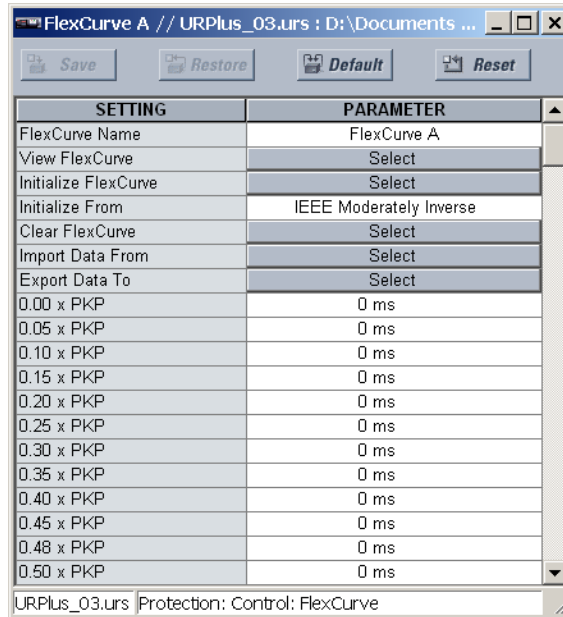 FlexCurve A // URPlus_03.urs : D:\Documents ...
Save Restore Default Reset
SETTING PARAMETER
FlexCurve Name FlexCurve A
View FlexCurve Select
Initialize FlexCurve Select
Initialize From IEEE Moderately Inverse
Clear FlexCurve Select
Import Data From Select
Export Data To Select
0.00 x PKP 0 ms
0.05 x PKP 0 ms
0.10 x PKP 0 ms
0.15 x PKP 0 ms
0.20 x PKP 0 ms
0.25 x PKP 0 ms
0.30 x PKP 0 ms
0.35 x PKP 0 ms
0.40 x PKP 0 ms
0.45 x PKP 0 ms
0.48 x PKP 0 ms
0.50 x PKP 0 ms
URPlus_03.urs Protection: Control: FlexCurve